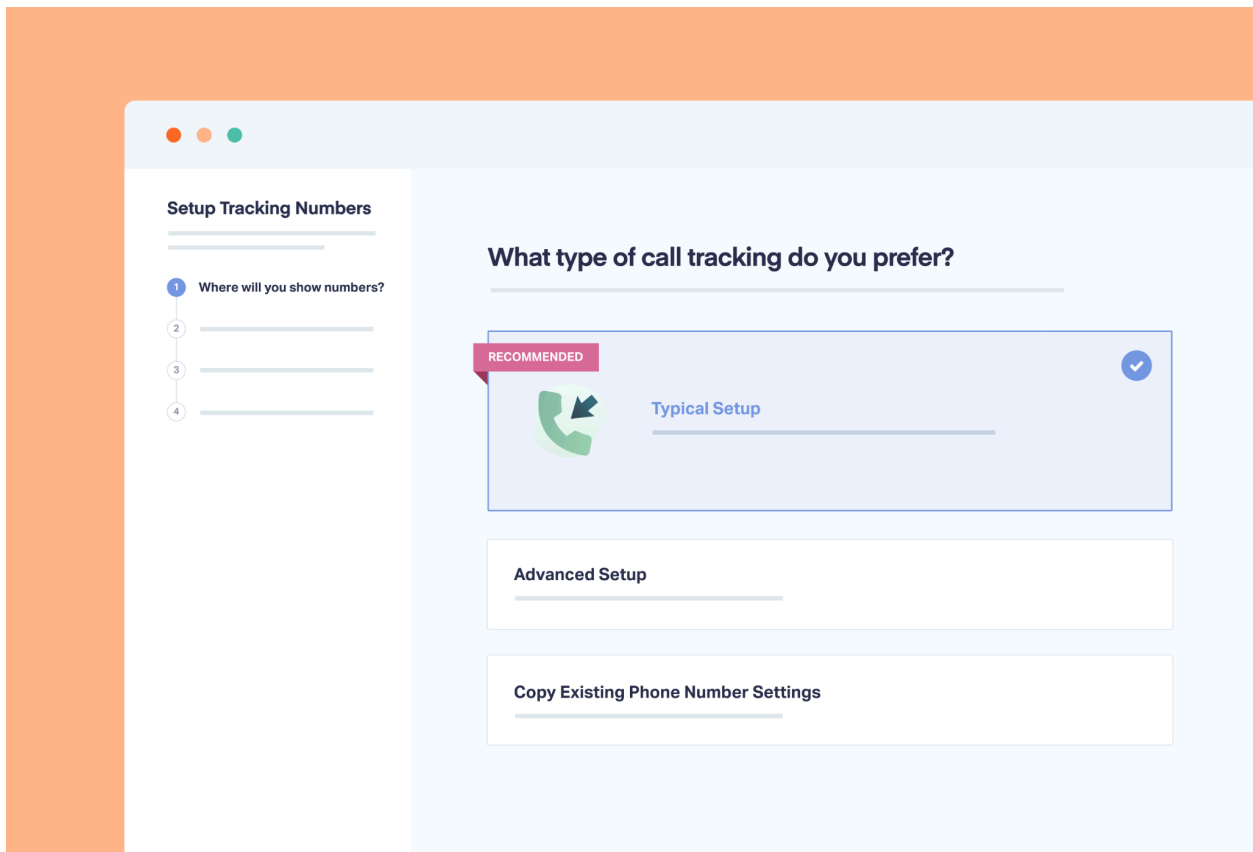 Setup Tracking Numbers
1 Where will you show numbers?
2
3
4
What type of call tracking do you prefer?
RECOMMENDED
Typical Setup
Advanced Setup
Copy Existing Phone Number Settings